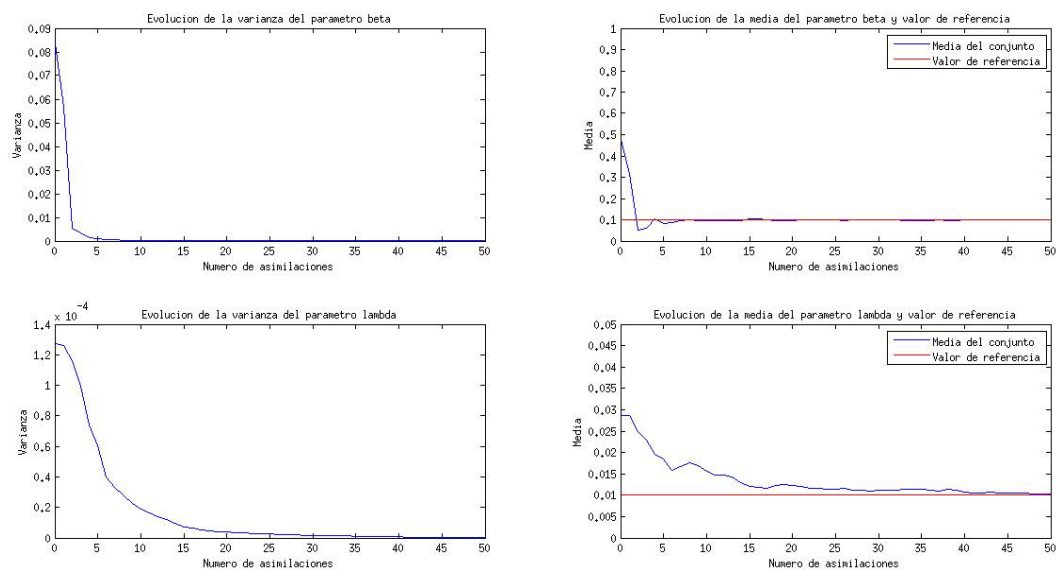 Evolucion de la varianza del parametro beta
0.09
0.08
0.07
0.06
0.05
0.04
0.03
0.02
0.01
0
Varianza
0 5 10 15 20 25 30 35 40 45 50
Numero de asimilaciones
Evolucion de la media del parametro beta y valor de referencia
1
0.9
0.8
0.7
0.6
0.5
0.4
0.3
0.2
0.1
0
Media
Media del conjunto
Valor de referencia
0 5 10 15 20 25 30 35 40 45 50
Numero de asimilaciones
Evolucion de la varianza del parametro lambda
x 10^-4
1.4
1.2
1
0.8
0.6
0.4
0.2
0
Varianza
0 5 10 15 20 25 30 35 40 45 50
Numero de asimilaciones
Evolucion de la media del parametro lambda y valor de referencia
0.05
0.045
0.04
0.035
0.03
0.025
0.02
0.015
0.01
0.005
0
Media
Media del conjunto
Valor de referencia
0 5 10 15 20 25 30 35 40 45 50
Numero de asimilaciones